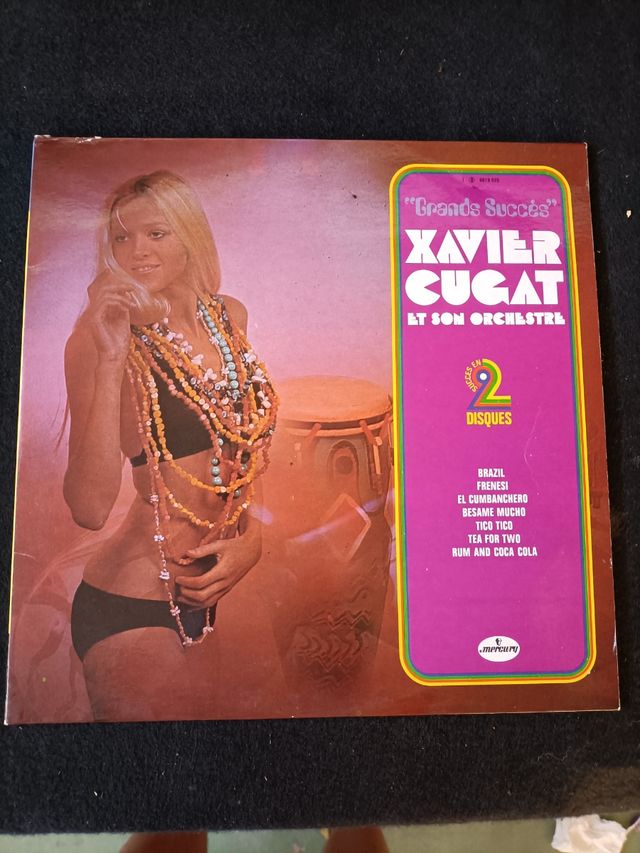 "Grands Succés"
XAVIER
CUGAT
ET SON ORCHESTRE
SUCCES EN
2
DISQUES
BRAZIL
FRENESI
EL CUMBANCHERO
BESAME MUCHO
TICO TICO
TEA FOR TWO
RUM AND COCA COLA
mercury